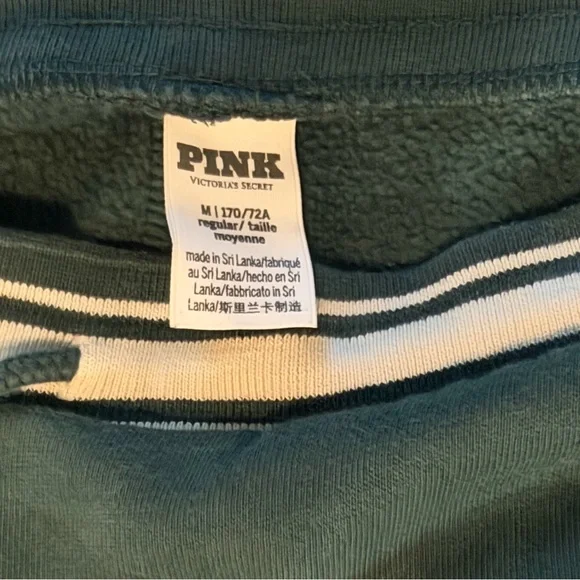 PINK
VICTORIA'S SECRET
M | 170/72A
regular/ taille
moyenne
made in Sri Lanka/fabriqué
au Sri Lanka/hecho en Sri
Lanka/fabbricato in Sri
Lanka/斯里兰卡制造